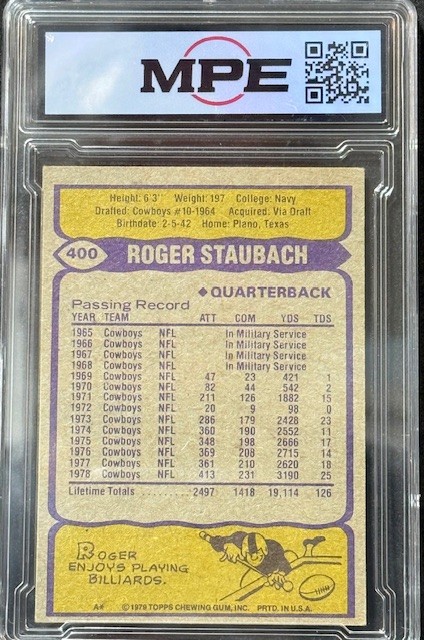 MPE
Height: 6'3" Weight: 197 College: Navy
Drafted: Cowboys #10-1964 Acquired: Via Draft
Birthdate: 2-5-42 Home: Plano, Texas
400 ROGER STAUBACH
◆QUARTERBACK
Passing Record
YEAR TEAM ATT COM YDS TDS
1965 Cowboys NFL In Military Service
1966 Cowboys NFL In Military Service
1967 Cowboys NFL In Military Service
1968 Cowboys NFL In Military Service
1969 Cowboys NFL 47 23 421 1
1970 Cowboys NFL 82 44 542 2
1971 Cowboys NFL 211 126 1882 15
1972 Cowboys NFL 20 9 98 0
1973 Cowboys NFL 286 179 2428 23
1974 Cowboys NFL 360 190 2552 11
1975 Cowboys NFL 348 198 2666 17
1976 Cowboys NFL 369 208 2715 14
1977 Cowboys NFL 361 210 2620 18
1978 Cowboys NFL 413 231 3190 25
Lifetime Totals .......... 2497 1418 19,114 126
ROGER
ENJOYS PLAYING
BILLIARDS.
A* © 1979 TOPPS CHEWING GUM, INC. PRTD. IN U.S.A.